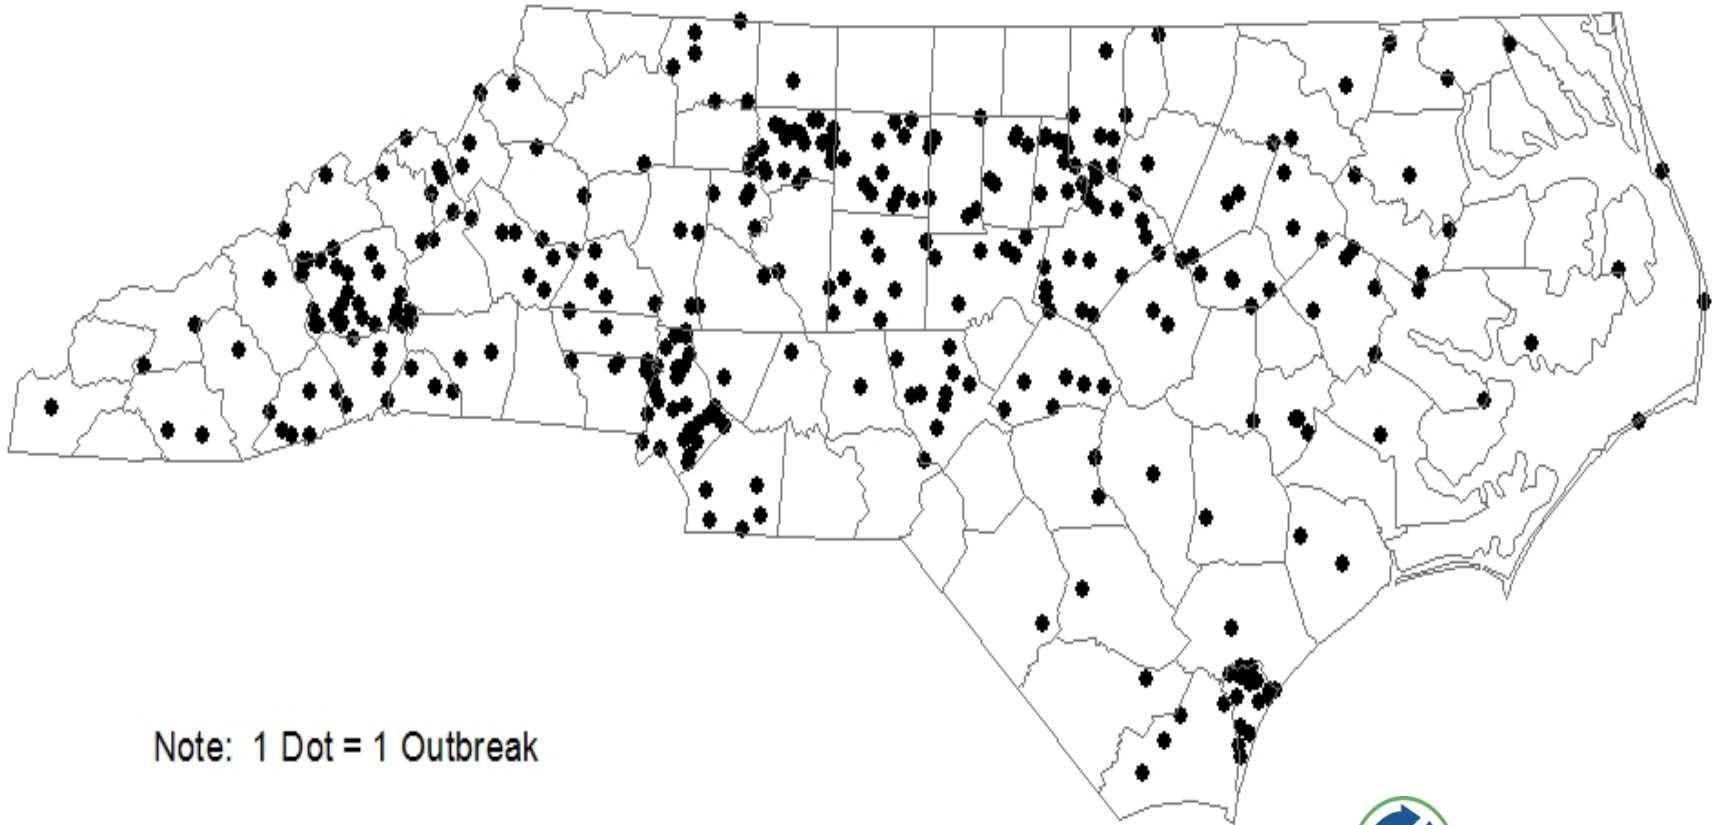 Note: 1 Dot = 1 Outbreak